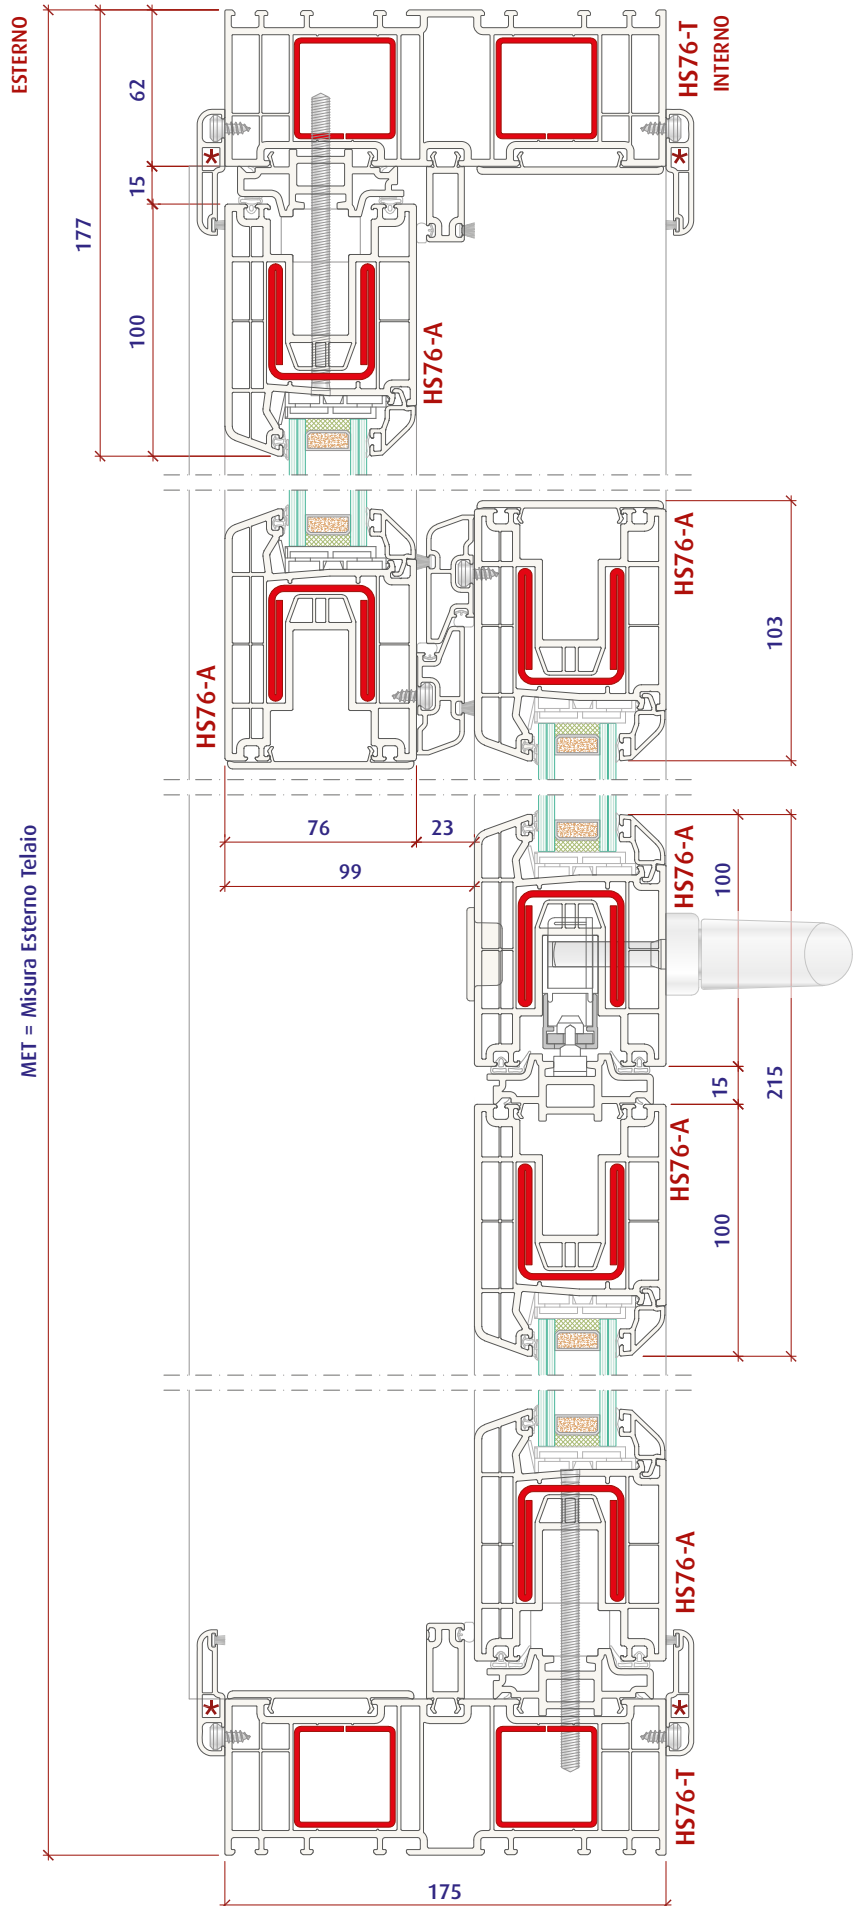 ESTERNO
HS76-T
INTERNO
62
15
177
100
*
*
HS76-A
HS76-A
103
HS76-A
76
23
99
HS76-A
100
MET = Misura Esterno Telaio
15
215
HS76-A
100
HS76-A
*
*
HS76-T
175